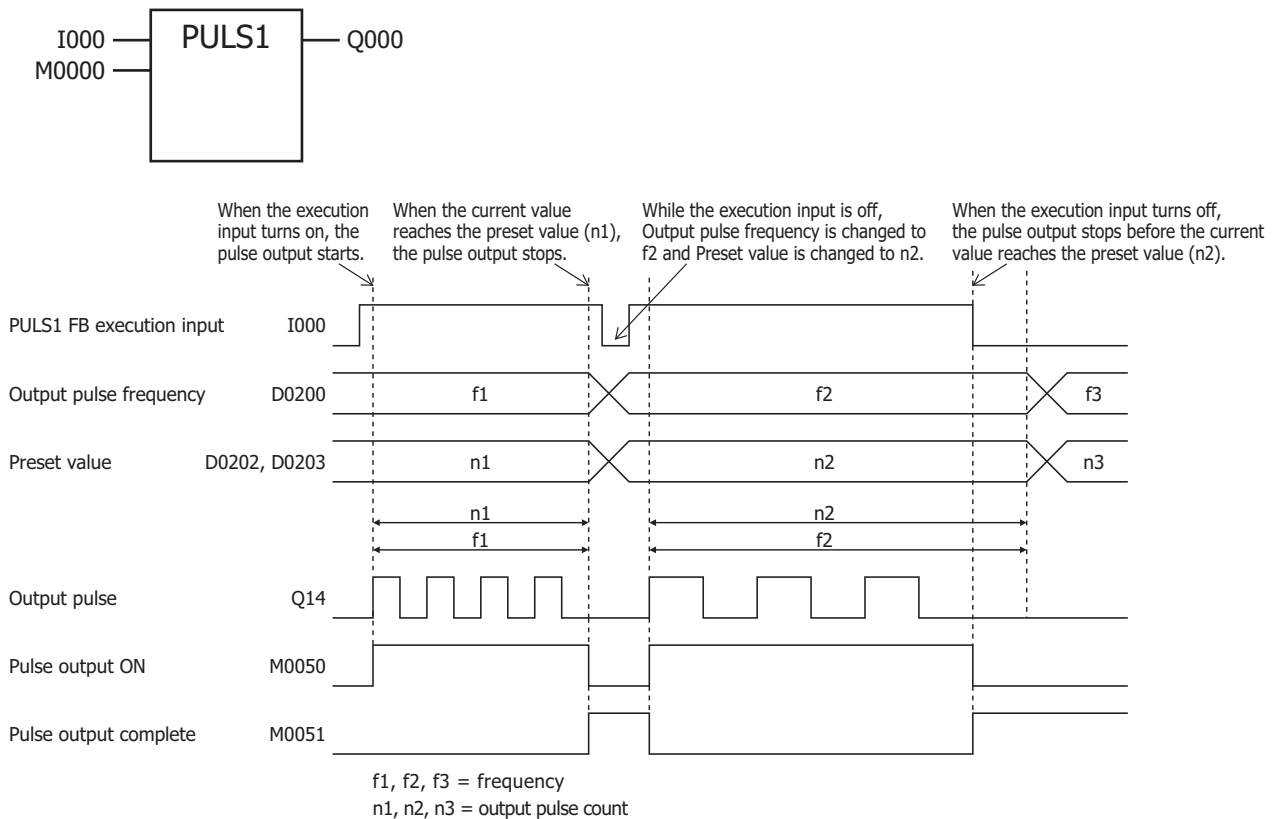 I000
M0000
PULS1
Q000
When the execution
input turns on, the
pulse output starts.
When the current value
reaches the preset value (n1),
the pulse output stops.
While the execution input is off,
Output pulse frequency is changed to
f2 and Preset value is changed to n2.
When the execution input turns off,
the pulse output stops before the current
value reaches the preset value (n2).
PULS1 FB execution input I000
Output pulse frequency D0200 f1 f2 f3
Preset value D0202, D0203 n1 n2 n3
n1 n2
f1 f2
Output pulse Q14
Pulse output ON M0050
Pulse output complete M0051
f1, f2, f3 = frequency
n1, n2, n3 = output pulse count